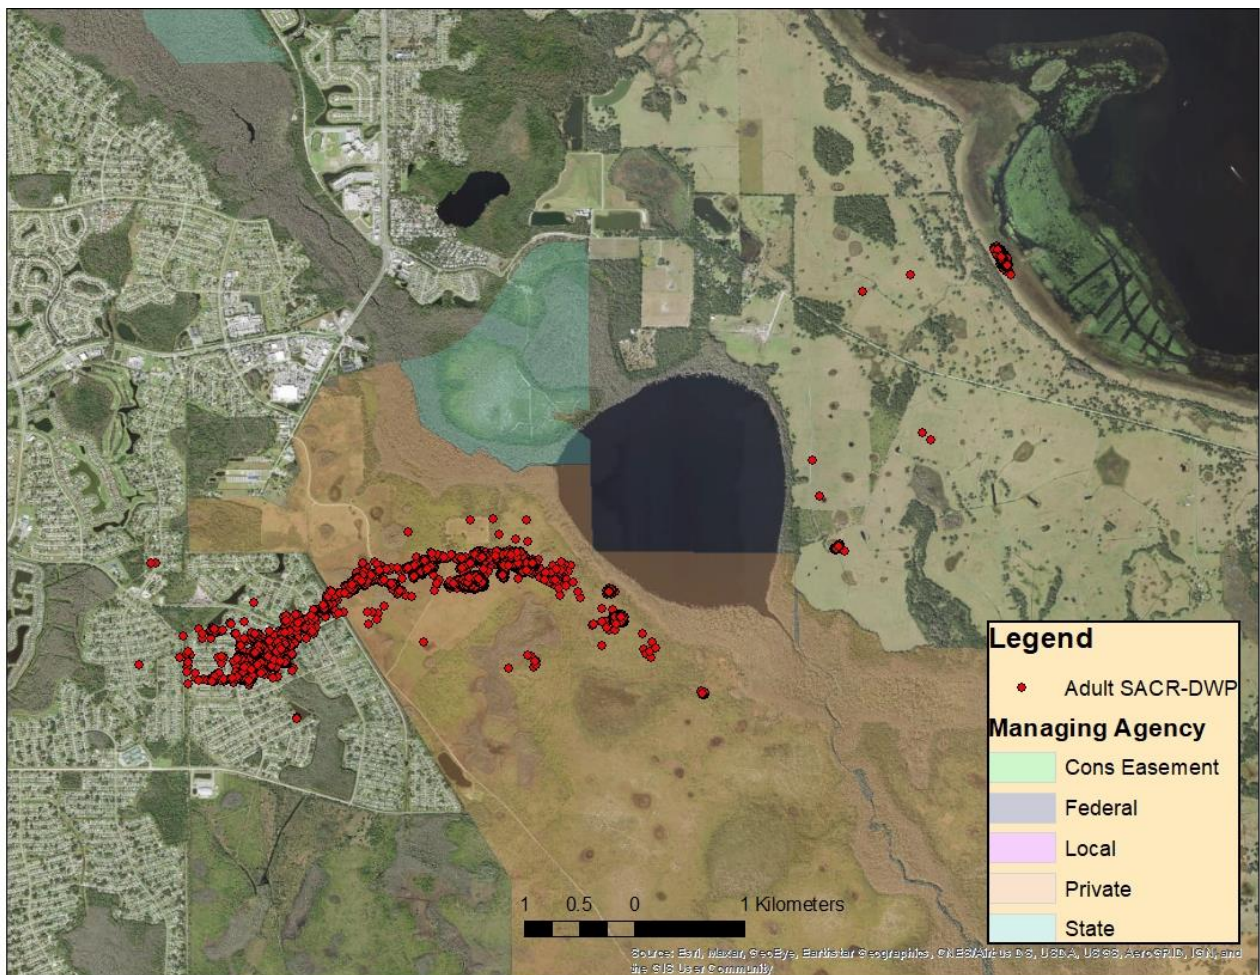 Legend
Adult SACR-DWP
Managing Agency
Cons Easement
Federal
Local
Private
State
1 0.5 0 1 Kilometers
Source: Esri, Maxar, GeoEye, Earthstar Geographics, CNES/Airbus DS, USDA, USGS, AeroGRID, IGN, and
the GIS User Community